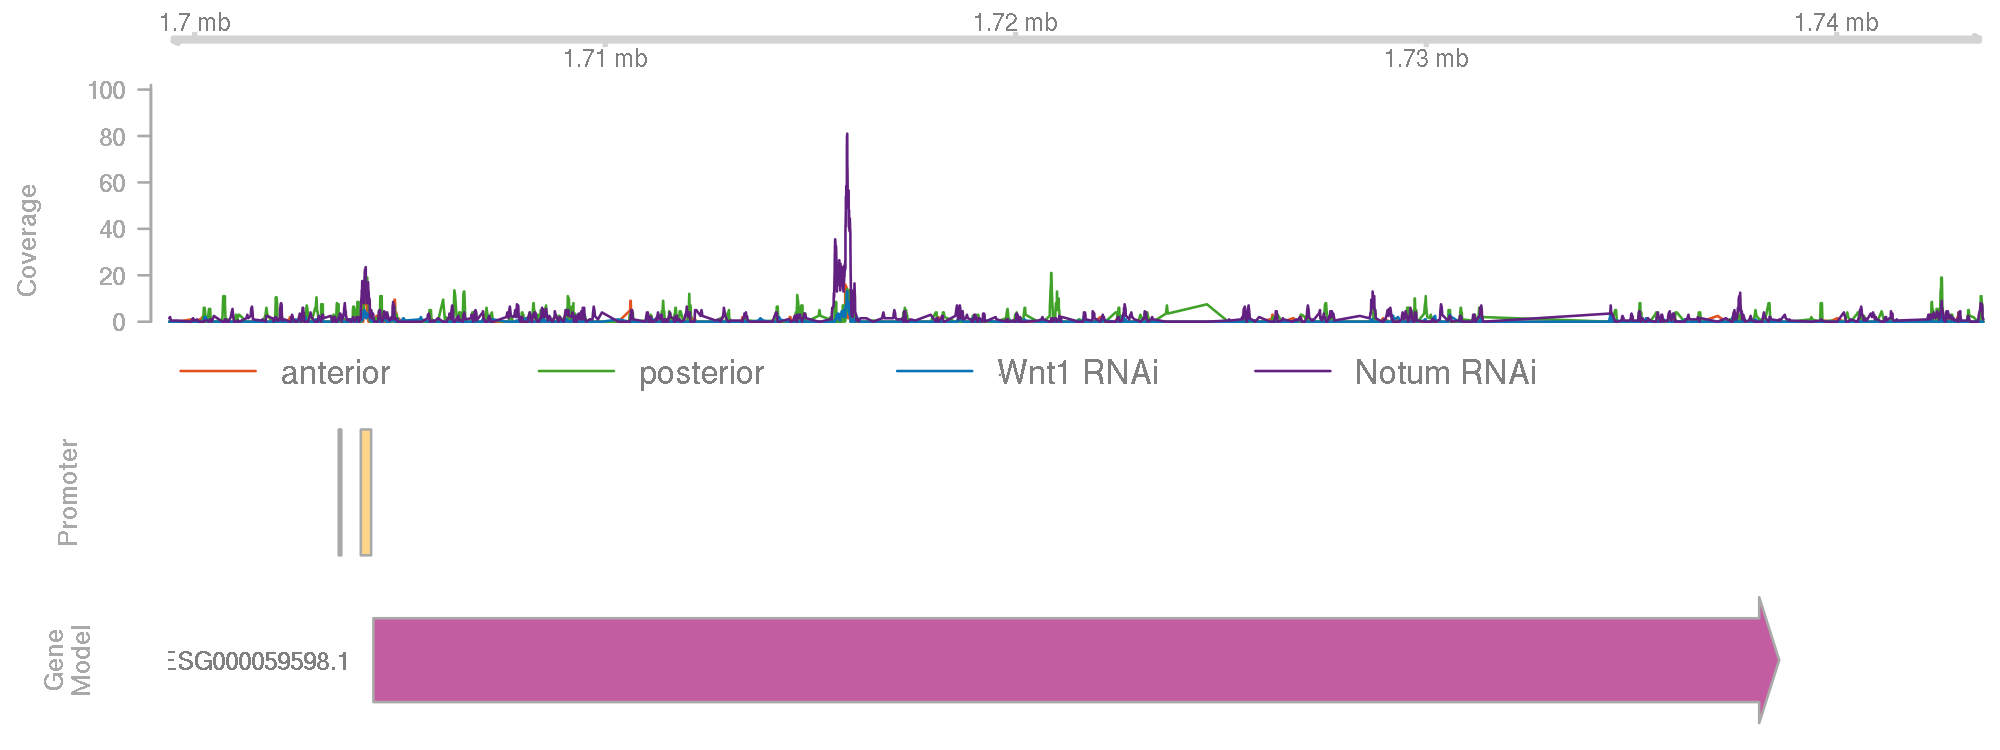 1.7 mb
1.72 mb
1.74 mb
1.71 mb
1.73 mb
Coverage
100
80
60
40
20
0
anterior
posterior
Wnt1 RNAi
Notum RNAi
Promoter
Gene
Model
ESG000059598.1